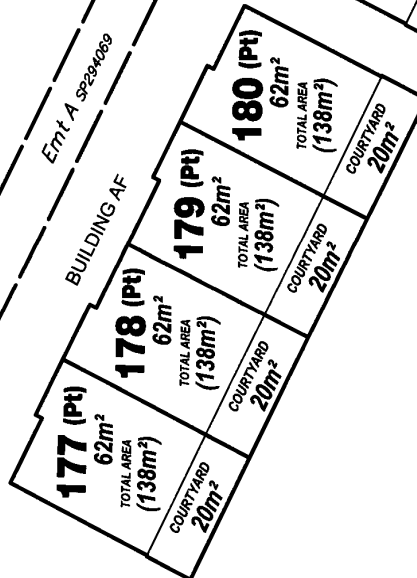 Emt A SP294069
BUILDING AF
180 (Pt)
62m²
TOTAL AREA
(138m²)
COURTYARD
20m²
179 (Pt)
62m²
TOTAL AREA
(138m²)
COURTYARD
20m²
178 (Pt)
62m²
TOTAL AREA
(138m²)
COURTYARD
20m²
177 (Pt)
62m²
TOTAL AREA
(138m²)
COURTYARD
20m²